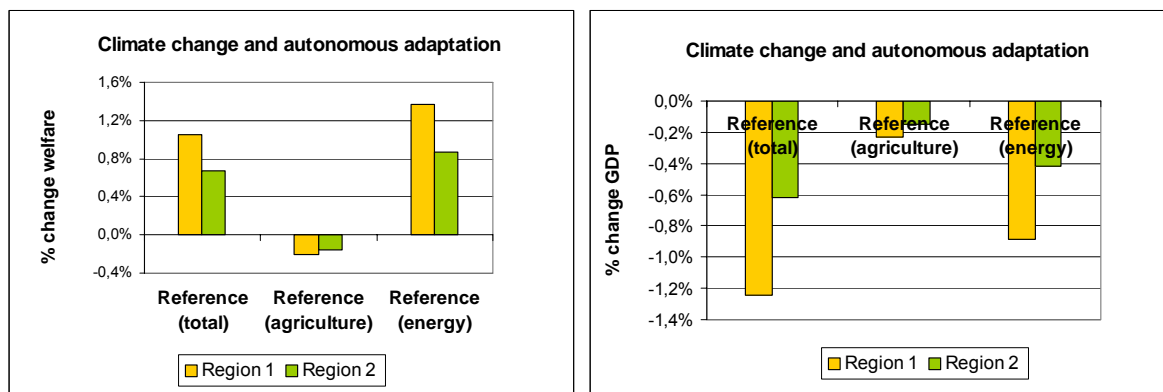 Climate change and autonomous adaptation
% change welfare
1,6%
1,2%
0,8%
0,4%
0,0%
-0,4%
Reference (total)
Reference (agriculture)
Reference (energy)
Region 1
Region 2
Climate change and autonomous adaptation
% change GDP
0,0%
-0,2%
-0,4%
-0,6%
-0,8%
-1,0%
-1,2%
-1,4%
Reference (total)
Reference (agriculture)
Reference (energy)
Region 1
Region 2